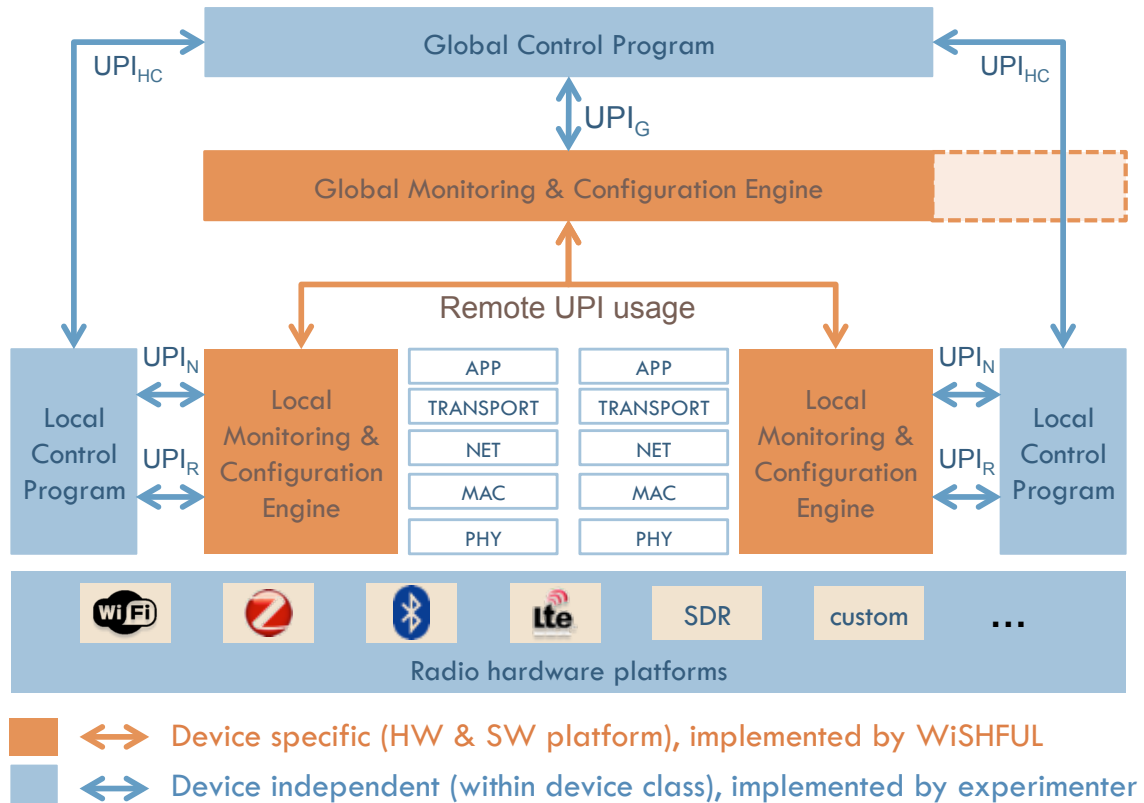 Global Control Program
UPIHC
UPIHC
UPIG
Global Monitoring & Configuration Engine
Remote UPI usage
UPIN
UPIR
Local
Control
Program
Local
Monitoring &
Configuration
Engine
APP
TRANSPORT
NET
MAC
PHY
APP
TRANSPORT
NET
MAC
PHY
Local
Monitoring &
Configuration
Engine
UPIN
UPIR
Local
Control
Program
WiFi
Z
Lte
SDR
custom
...
Radio hardware platforms
Device specific (HW & SW platform), implemented by WiSHFUL
Device independent (within device class), implemented by experimenter